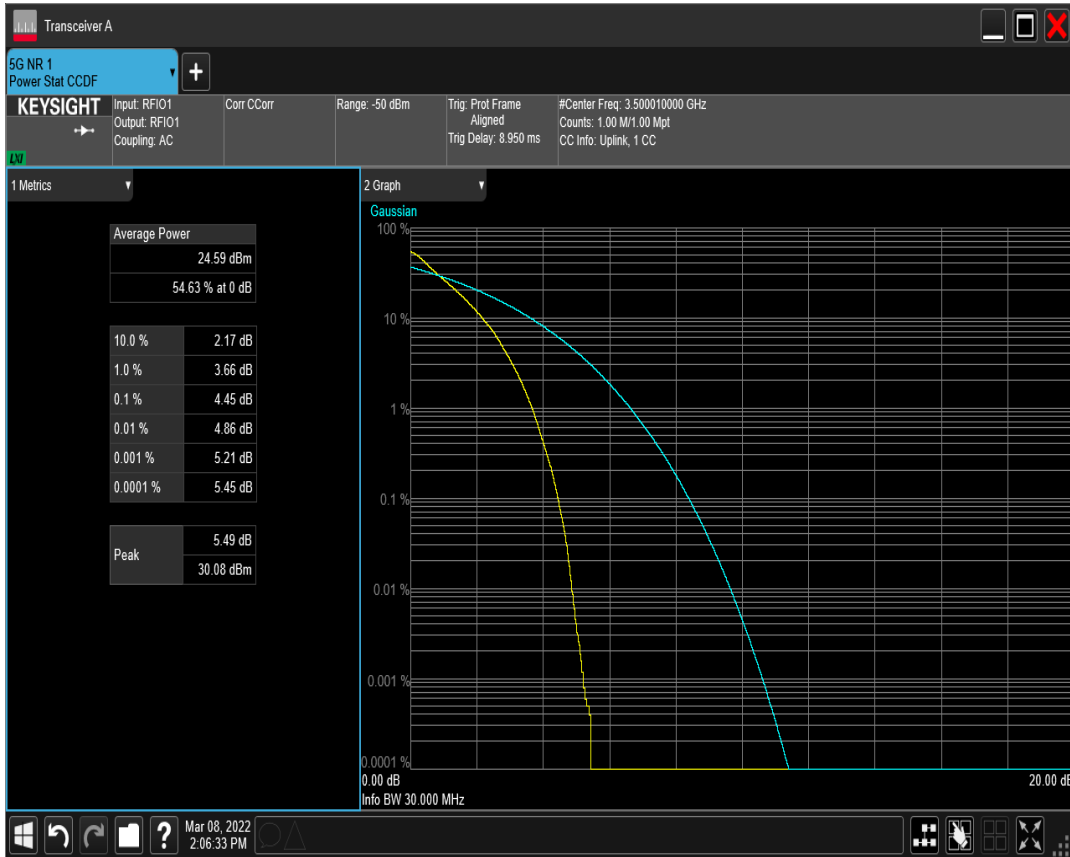 Transceiver A
5G NR 1
Power Stat CCDF
+
KEYSIGHT
LXI
Input: RFIO1
Output: RFIO1
Coupling: AC
Corr CCorr
Range: -50 dBm
Trig: Prot Frame
Aligned
Trig Delay: 8.950 ms
#Center Freq: 3.500010000 GHz
Counts: 1.00 M/1.00 Mpt
CC Info: Uplink, 1 CC
1 Metrics
Average Power
24.59 dBm
54.63 % at 0 dB
10.0 % 2.17 dB
1.0 % 3.66 dB
0.1 % 4.45 dB
0.01 % 4.86 dB
0.001 % 5.21 dB
0.0001 % 5.45 dB
Peak 5.49 dB
30.08 dBm
2 Graph
Gaussian
100 %
10 %
1 %
0.1 %
0.01 %
0.001 %
0.0001 %
0.00 dB 20.00 dB
Info BW 30.000 MHz
?
Mar 08, 2022
2:06:33 PM